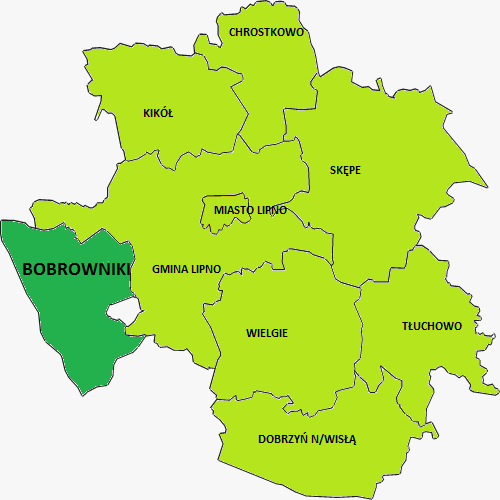 CHROSTKOWO
KIKÓŁ
SKĘPE
MIASTO LIPNO
BOBROWNIKI
GMINA LIPNO
WIELGIE
TŁUCHOWO
DOBRZYŃ N/WISŁĄ